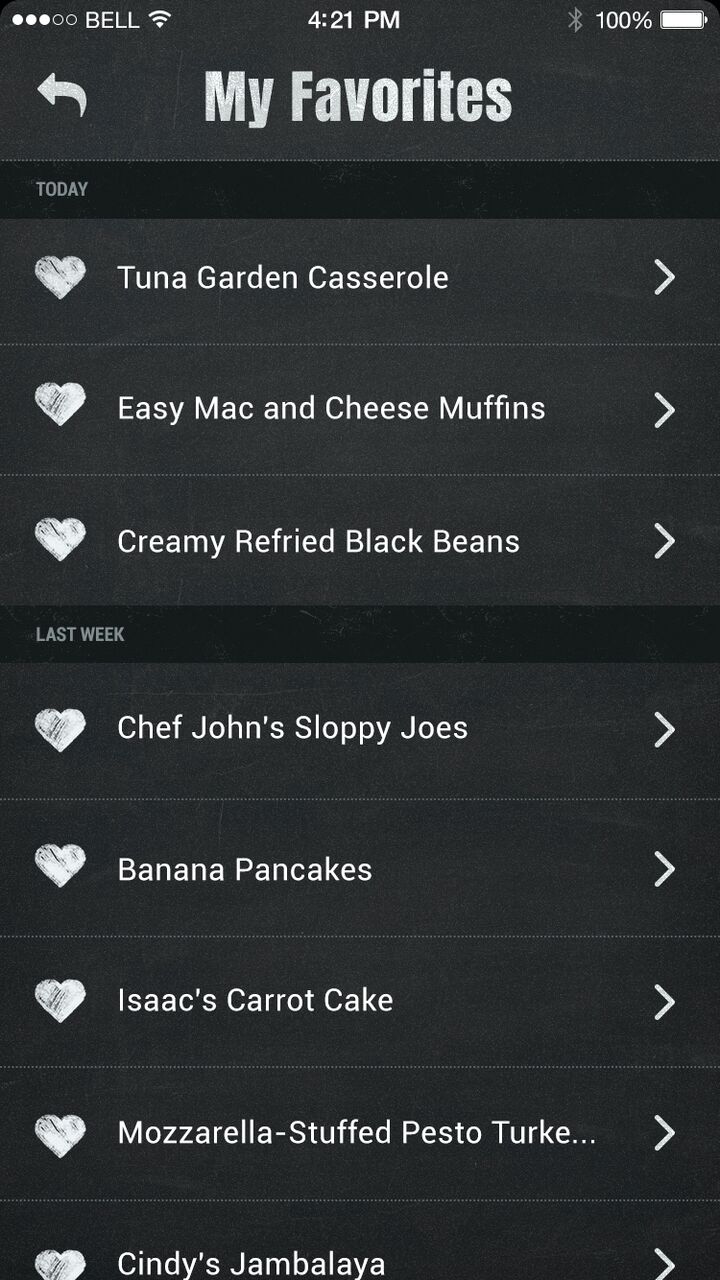 BELL 4:21 PM 100%
My Favorites
TODAY
Tuna Garden Casserole
Easy Mac and Cheese Muffins
Creamy Refried Black Beans
LAST WEEK
Chef John's Sloppy Joes
Banana Pancakes
Isaac's Carrot Cake
Mozzarella-Stuffed Pesto Turke...
Cindy's Jambalaya